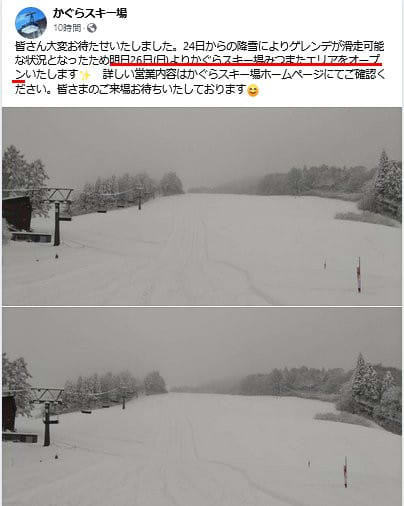 かぐらスキー場
10時間
皆さん大変お待たせいたしました。24日からの降雪によりゲレンデが滑走可能
な状況となったため明日26日(日)よりかぐらスキー場みつまたエリアをオープ
ンいたします✨ 詳しい営業内容はかぐらスキー場ホームページにてご確認く
ださい。皆さまのご来場お待ちいたしております😊